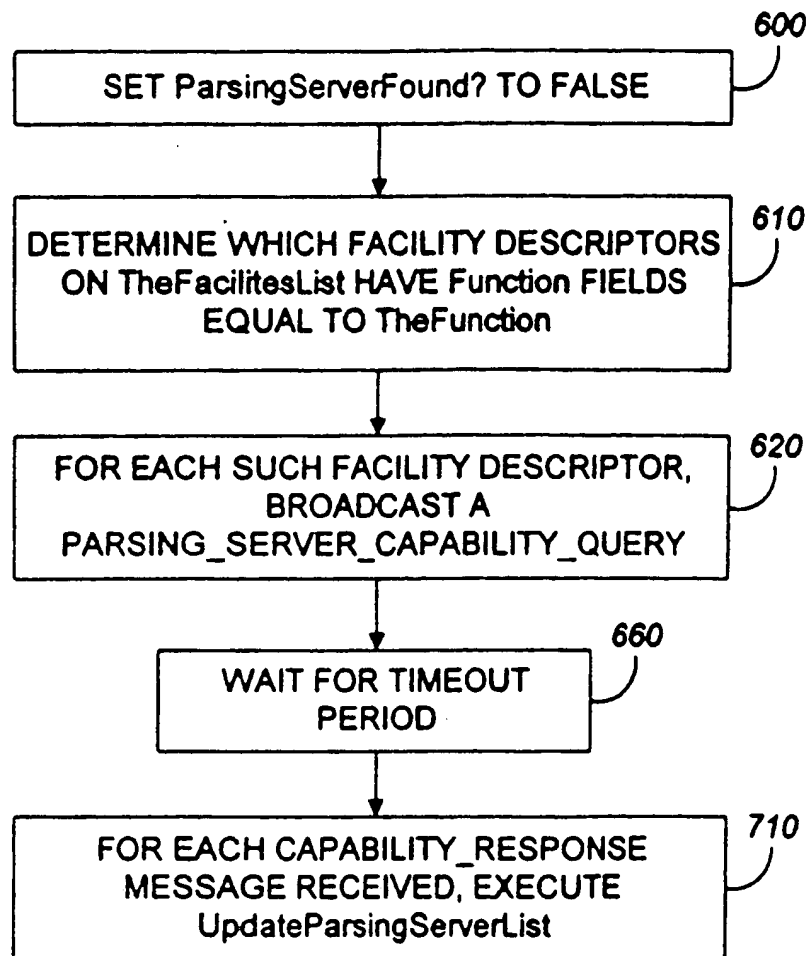 600
SET ParsingServerFound? TO FALSE
610
DETERMINE WHICH FACILITY DESCRIPTORS
ON TheFacilitesList HAVE Function FIELDS
EQUAL TO TheFunction
620
FOR EACH SUCH FACILITY DESCRIPTOR,
BROADCAST A
PARSING_SERVER_CAPABILITY_QUERY
660
WAIT FOR TIMEOUT
PERIOD
710
FOR EACH CAPABILITY_RESPONSE
MESSAGE RECEIVED, EXECUTE
UpdateParsingServerList